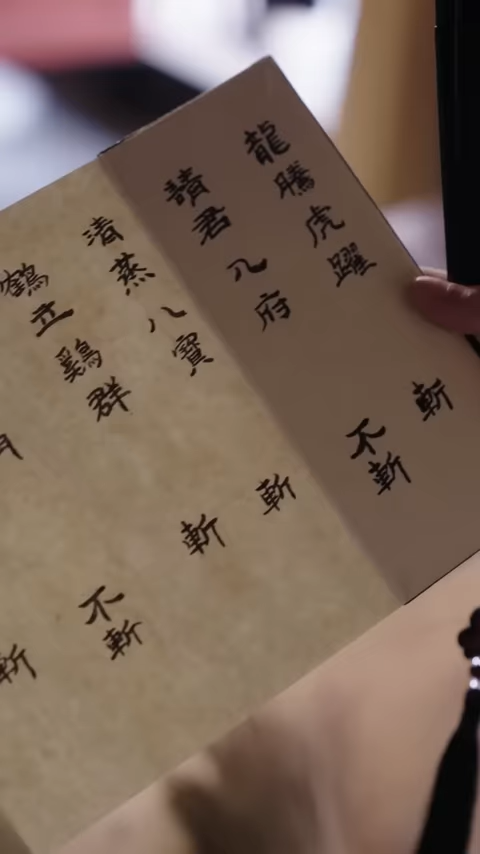 龍騰虎躍 斬
請君入府 不斬
清蒸八寶 斬
鶴立鷄群 斬
不斬
斬